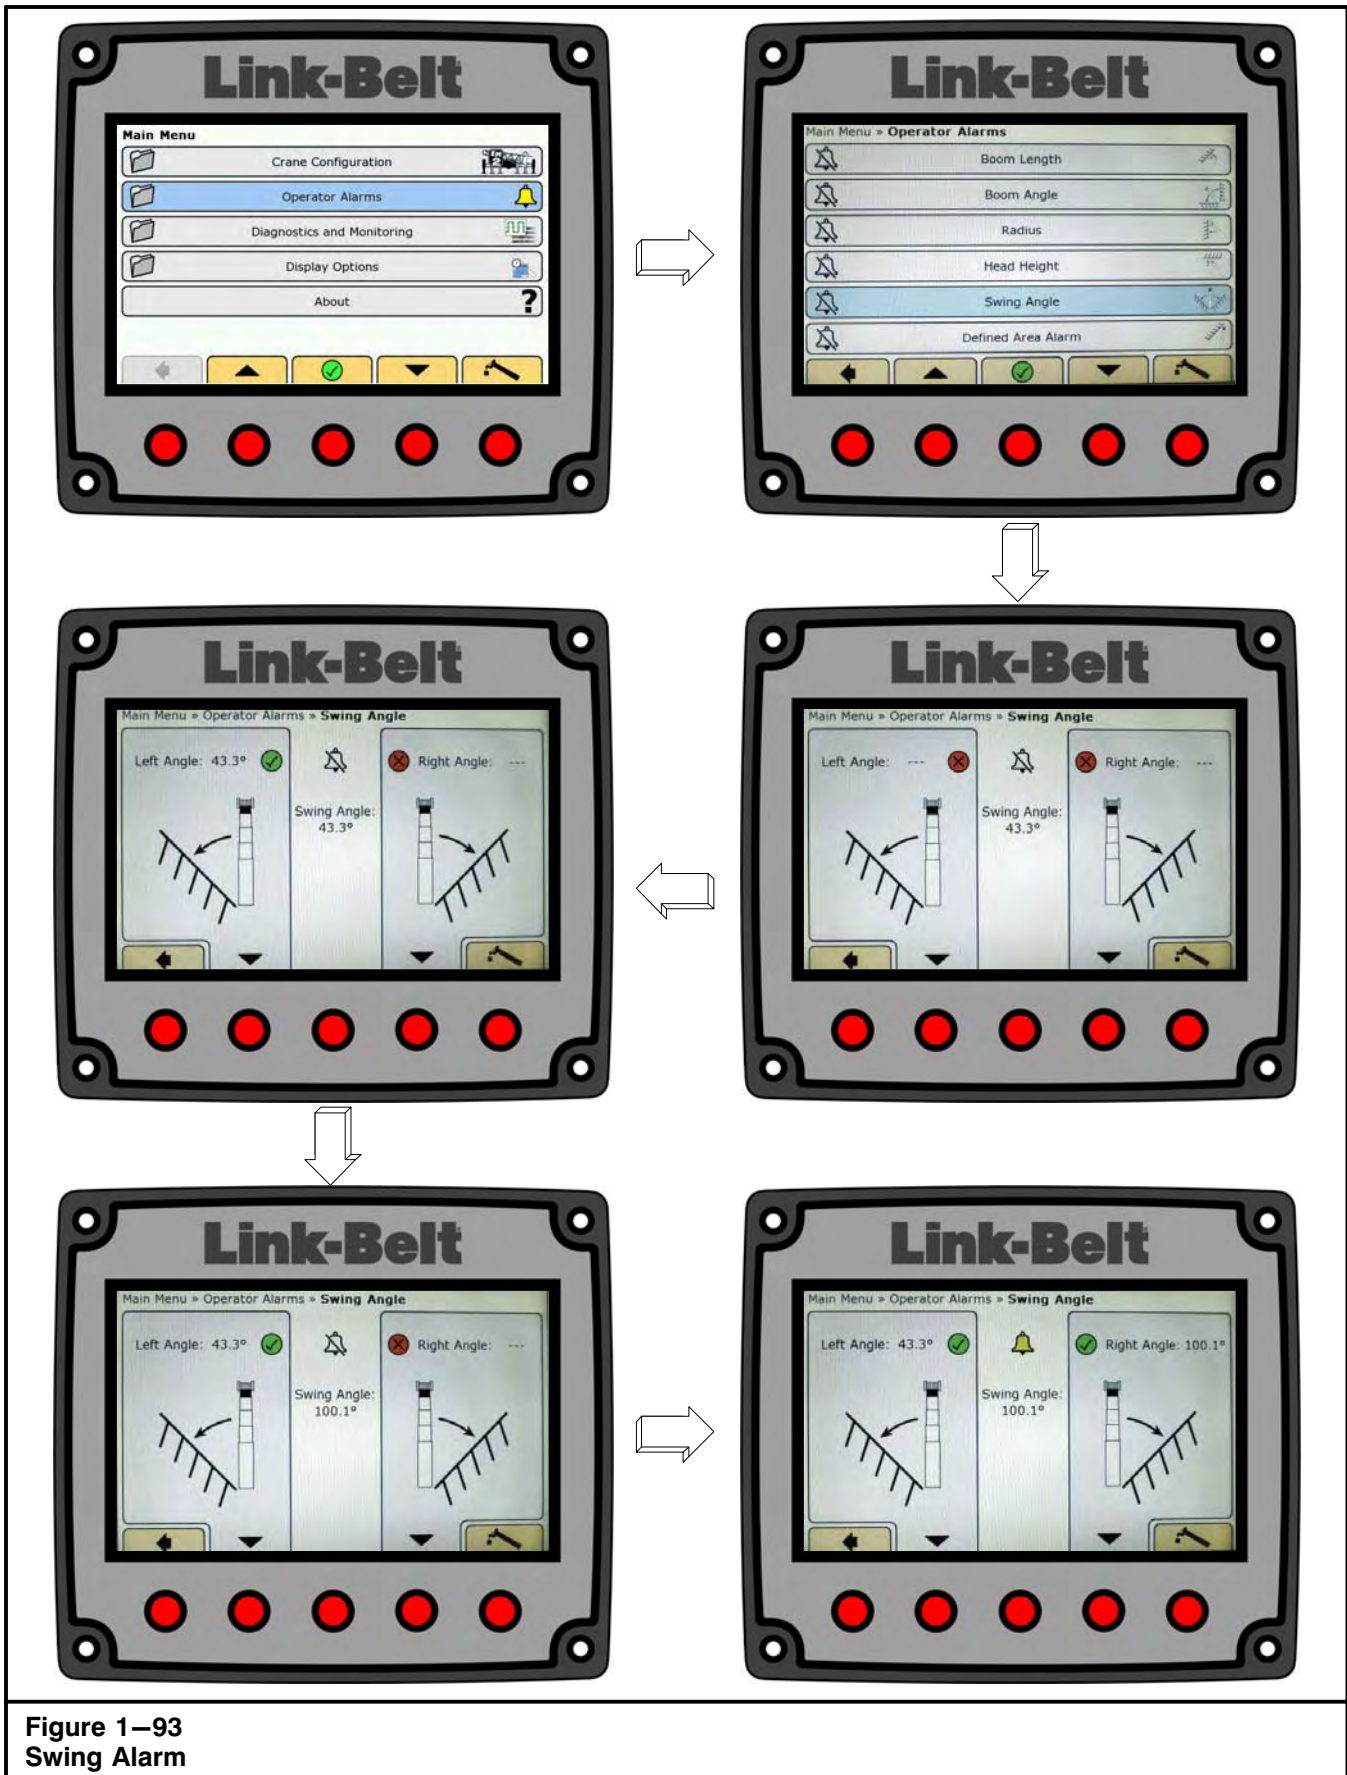 Link-Belt
Main Menu
Crane Configuration
Operator Alarms
Diagnostics and Monitoring
Display Options
About
?
Link-Belt
Main Menu » Operator Alarms
Boom Length
Boom Angle
Radius
Head Height
Swing Angle
Defined Area Alarm
Link-Belt
Main Menu » Operator Alarms » Swing Angle
Left Angle: 43.3°
Right Angle: ---
Swing Angle:
43.3°
Link-Belt
Main Menu » Operator Alarms » Swing Angle
Left Angle: ---
Right Angle: ---
Swing Angle:
43.3°
Link-Belt
Main Menu » Operator Alarms » Swing Angle
Left Angle: 43.3°
Right Angle: ---
Swing Angle:
100.1°
Link-Belt
Main Menu » Operator Alarms » Swing Angle
Left Angle: 43.3°
Right Angle: 100.1°
Swing Angle:
100.1°
Figure 1—93
Swing Alarm